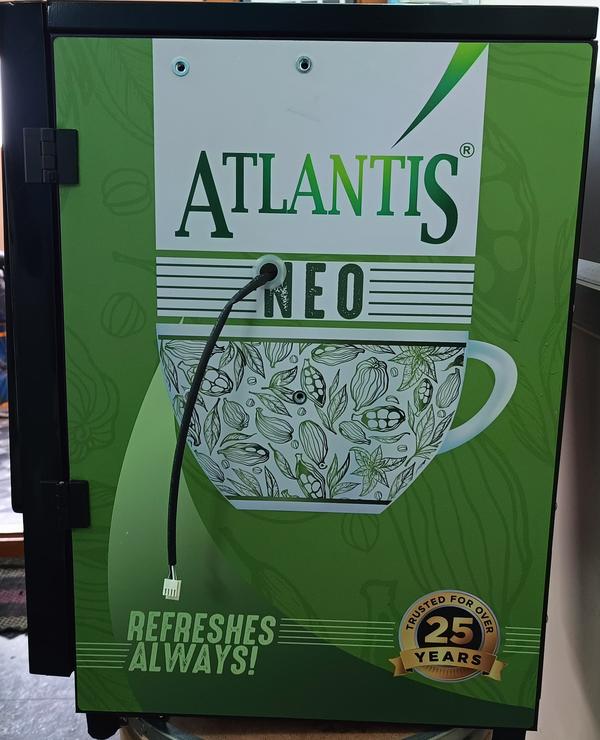 ATLANTIS®
NEO
REFRESHES
ALWAYS!
TRUSTED FOR OVER
25
YEARS